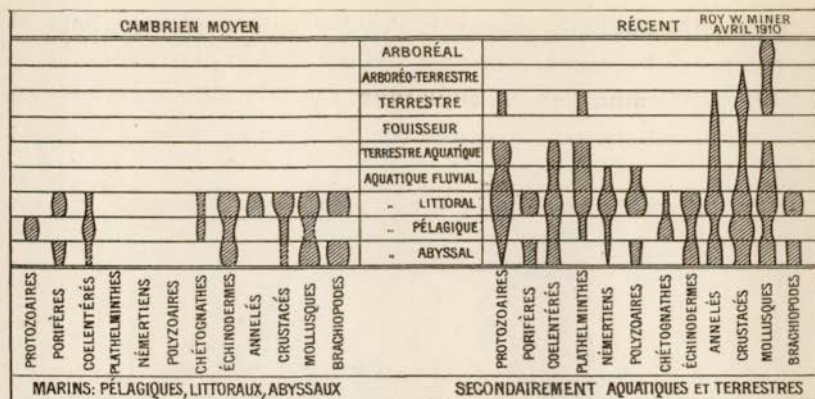 CAMBRIEN MOYEN
RÉCENT
ROY W. MINER
AVRIL 1910
ARBORÉAL
ARBORÉO-TERRESTRE
TERRESTRE
FOUISSEUR
TERRESTRE AQUATIQUE
AQUATIQUE FLUVIAL
„ LITTORAL
„ PÉLAGIQUE
„ ABYSSAL
PROTOZOAIRES
PORIFÈRES
COELENTÉRÉS
PLATHELMINTHES
NÉMERTIENS
POLYZOAIRES
CHÉTOGNATHES
ÉCHINODERMES
ANNELÉS
CRUSTACÉS
MOLLUSQUES
BRACHIOPODES
PROTOZOAIRES
PORIFÈRES
COELENTÉRÉS
PLATHELMINTHES
NÉMERTIENS
POLYZOAIRES
CHÉTOGNATHES
ÉCHINODERMES
ANNELÉS
CRUSTACÉS
MOLLUSQUES
BRACHIOPODES
MARINS: PÉLAGIQUES, LITTORAUX, ABYSSAUX
SECONDAIREMENT AQUATIQUES ET TERRESTRES